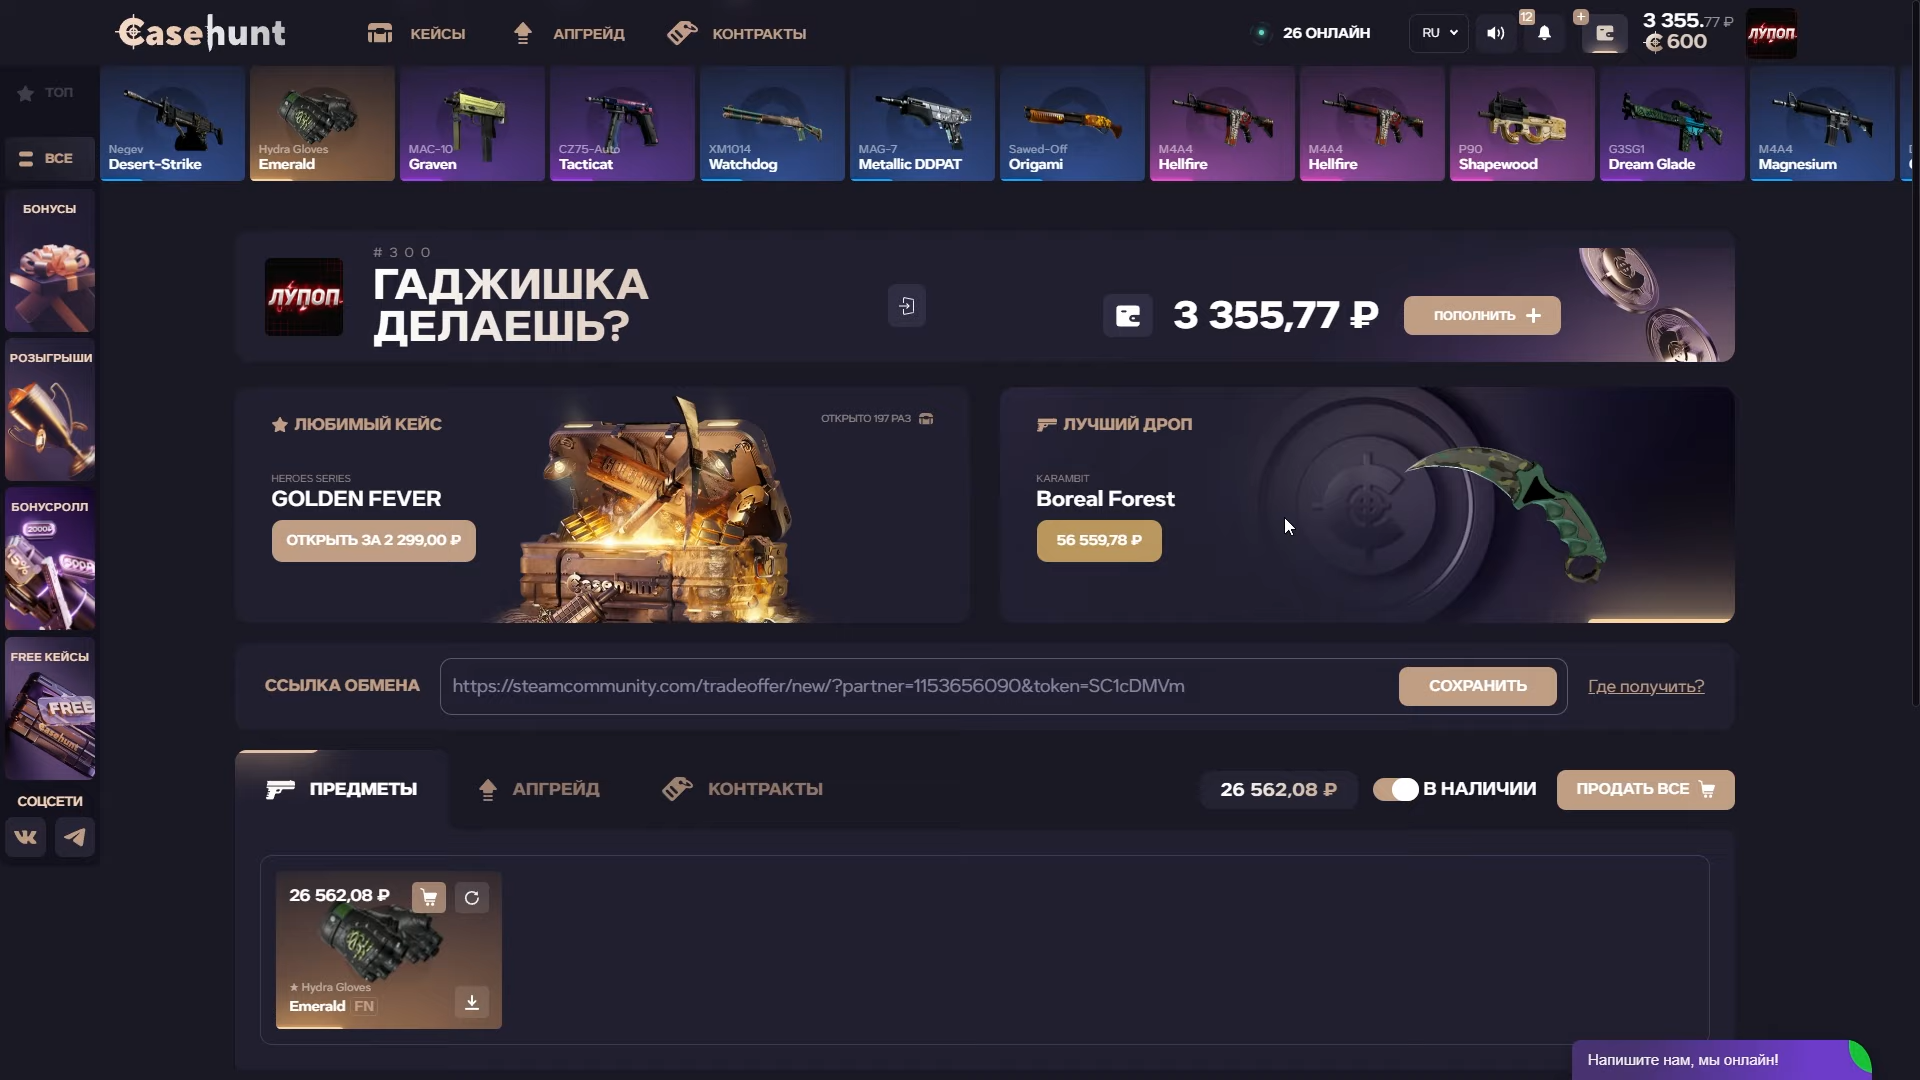 Casehunt
КЕЙСЫ
АПГРЕЙД
КОНТРАКТЫ
26 ОНЛАЙН
RU
12
3 355.77 ₽
600
ЛУПОП
ТОП
ВСЕ
Negev
Desert-Strike
Hydra Gloves
Emerald
MAC-10
Graven
CZ75-Auto
Tacticat
XM1014
Watchdog
MAG-7
Metallic DDPAT
Sawed-Off
Origami
M4A4
Hellfire
M4A4
Hellfire
P90
Shapewood
G3SG1
Dream Glade
M4A4
Magnesium
БОНУСЫ
РОЗЫГРЫШИ
БОНУСРОЛЛ
2000₽
15%
FREE КЕЙСЫ
FREE
Casehunt
СОЦСЕТИ
ЛУПОП
#300
ГАДЖИШКА
ДЕЛАЕШЬ?
3 355,77 ₽
ПОПОЛНИТЬ +
ЛЮБИМЫЙ КЕЙС
ОТКРЫТО 197 РАЗ
HEROES SERIES
GOLDEN FEVER
ОТКРЫТЬ ЗА 2 299,00 ₽
Casehunt
ЛУЧШИЙ ДРОП
KARAMBIT
Boreal Forest
56 559,78 ₽
ССЫЛКА ОБМЕНА
https://steamcommunity.com/tradeoffer/new/?partner=1153656090&token=SC1cDMVm
СОХРАНИТЬ
Где получить?
ПРЕДМЕТЫ
АПГРЕЙД
КОНТРАКТЫ
26 562,08 ₽
В НАЛИЧИИ
ПРОДАТЬ ВСЕ
26 562,08 ₽
★ Hydra Gloves
Emerald FN
Напишите нам, мы онлайн!